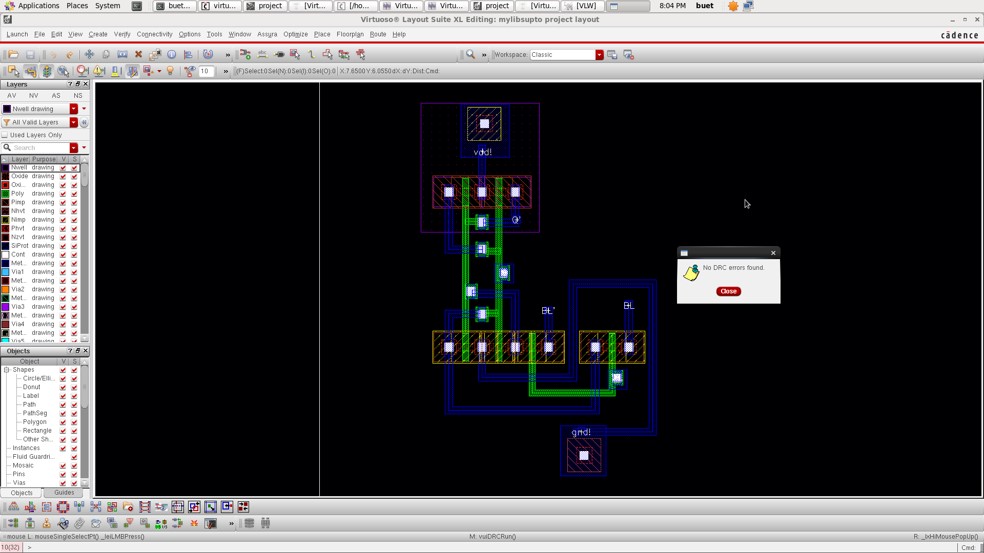 Applications Places System
buet...
virtu...
project
[Virt...
[/ho...
[Virtu...
project
[Virtu...
[VLW]
8:04 PM buet
Virtuoso® Layout Suite XL Editing: mylibsupto project layout
Launch File Edit View Create Verify Connectivity Options Tools Window Assura Optimize Place Floorplan Route Help
cādence
Workspace: Classic
10
(F)Select:0 Sel(N):0 Sel(I):0 Sel(O):0 X:7.6500 Y:6.0550 dX: dY: Dist: Cmd:
Layers
AV NV AS NS
Nwell drawing
All Valid Layers
Used Layers Only
Search
Layer Purpose V S
Nwell drawing
Oxide drawing
Oxi... drawing
Poly drawing
Pimp drawing
Nhvt drawing
Nimp drawing
Phvt drawing
Nzvt drawing
SiProt drawing
Cont drawing
Met... drawing
Via1 drawing
Met... drawing
Via2 drawing
Met... drawing
Via3 drawing
Met... drawing
Via4 drawing
Met... drawing
Via5 drawing
Objects
Object V S
Shapes
Circle/Elli...
Donut
Label
Path
PathSeg
Polygon
Rectangle
Other Sh...
Instances
Fluid Guardri...
Mosaic
Pins
Vias
Objects Guides
vdd!
Q'
BL'
BL
gnd!
No DRC errors found.
Close
mouse L: mouseSingleSelectPt() _leiLMBPress()
M: vuiDRCRun()
R: _lxHiMousePopUp()
10(32) >
Cmd: